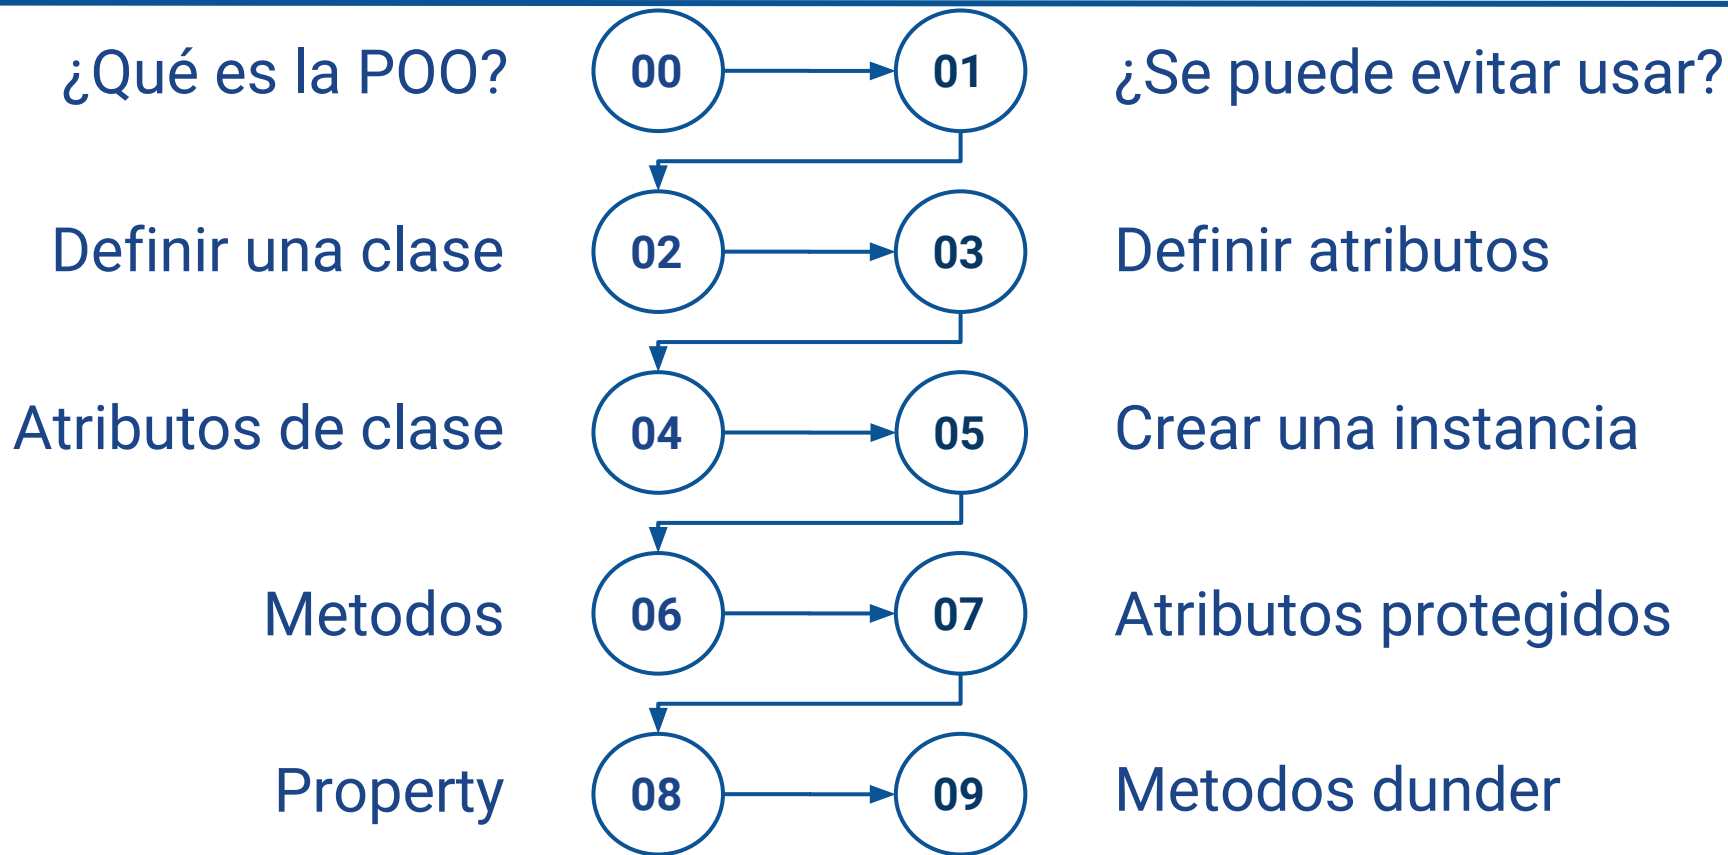 ¿Qué es la POO?
00
01
¿Se puede evitar usar?
Definir una clase
02
03
Definir atributos
Atributos de clase
04
05
Crear una instancia
Metodos
06
07
Atributos protegidos
Property
08
09
Metodos dunder